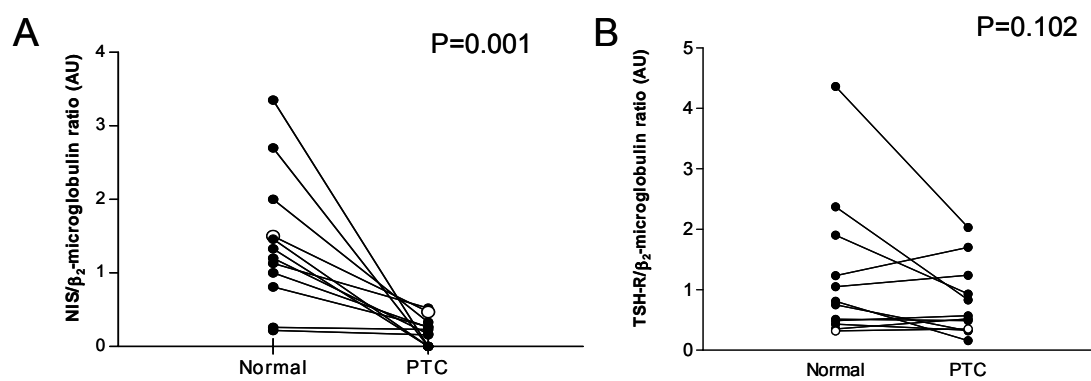 A
P=0.001
NIS/β2-microglobulin ratio (AU)
4
3
2
1
0
Normal
PTC
B
P=0.102
TSH-R/β2-microglobulin ratio (AU)
5
4
3
2
1
0
Normal
PTC